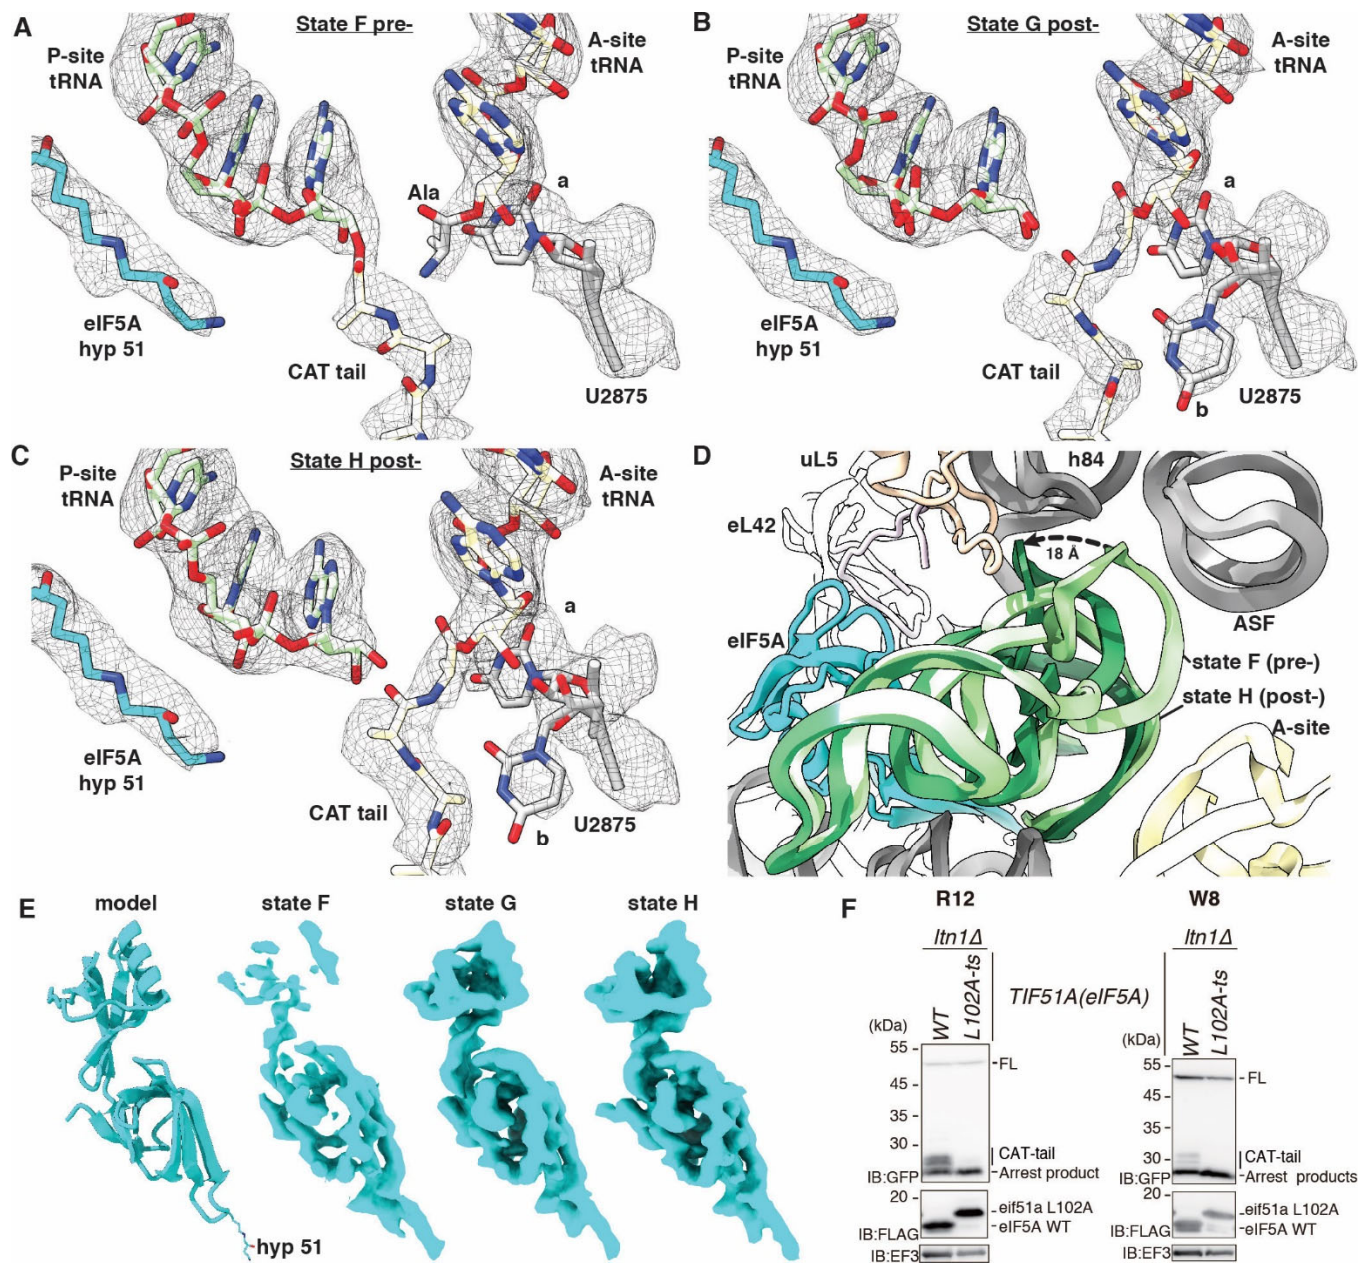 A
State F pre-
P-site
tRNA
A-site
tRNA
Ala
a
eIF5A
hyp 51
CAT tail
U2875
B
State G post-
P-site
tRNA
A-site
tRNA
a
eIF5A
hyp 51
CAT tail
b
U2875
C
State H post-
P-site
tRNA
A-site
tRNA
a
eIF5A
hyp 51
CAT tail
b
U2875
D
uL5
h84
eL42
18 Å
eIF5A
ASF
state F (pre-)
state H (post-)
A-site
E
model
state F
state G
state H
hyp 51
F
R12
W8
ltn1Δ
ltn1Δ
WT
L102A-ts
TIF51A(eIF5A)
WT
L102A-ts
(kDa)
55
FL
45
35
30
CAT-tail
IB:GFP
Arrest product
20
eif51a L102A
IB:FLAG
eIF5A WT
IB:EF3
(kDa)
55
FL
45
35
30
CAT-tail
IB:GFP
Arrest products
20
eif51a L102A
IB:FLAG
eIF5A WT
IB:EF3